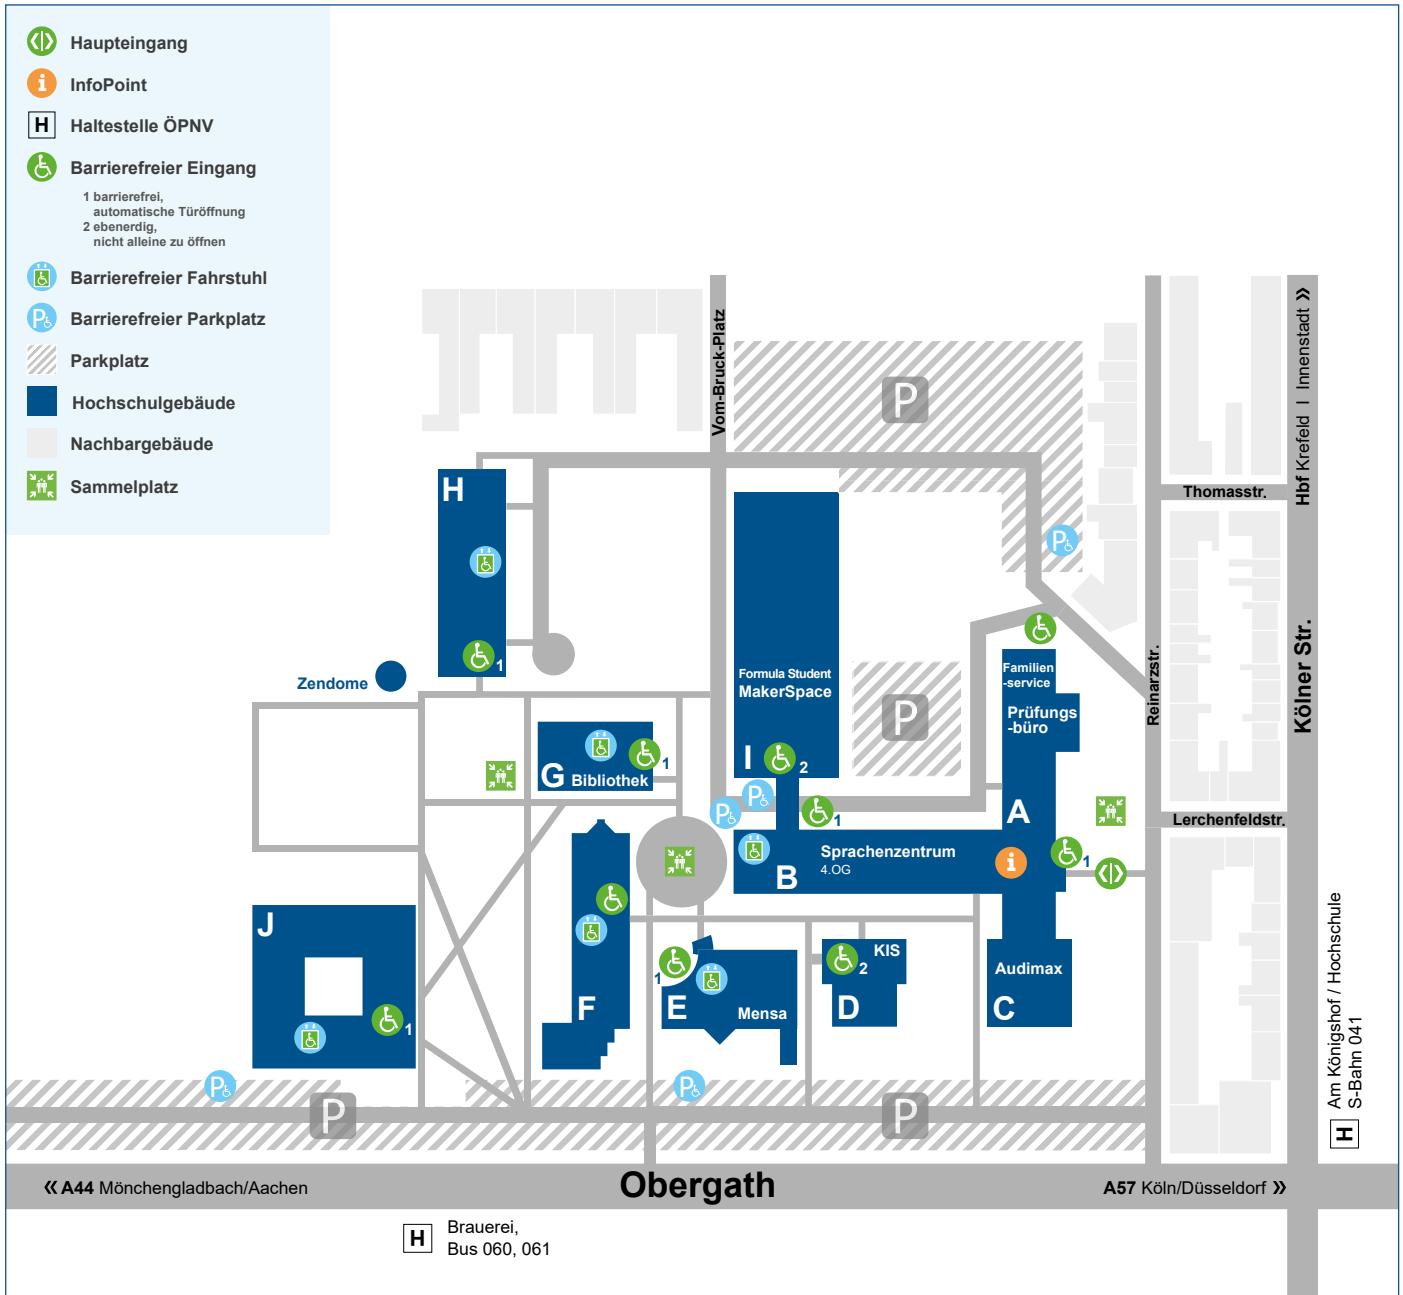 Haupteingang
i
InfoPoint
H
Haltestelle ÖPNV
Barrierefreier Eingang
1 barrierefrei,
automatische Türöffnung
2 ebenerdig,
nicht alleine zu öffnen
Barrierefreier Fahrstuhl
P
Barrierefreier Parkplatz
Parkplatz
Hochschulgebäude
Nachbargebäude
Sammelplatz
Vom-Bruck-Platz
P
Hbf Krefeld I Innenstadt »
Thomasstr.
H
P
1
Zendome
Formula Student
MakerSpace
I
2
P
Familien
-service
Prüfungs
-büro
Reinarzstr.
Kölner Str.
G
Bibliothek
1
P
P
1
A
Lerchenfeldstr.
B
Sprachenzentrum
4.OG
i
1
J
1
F
1
E
Mensa
2
KIS
D
Audimax
C
P
P
P
P
Am Königshof / Hochschule
S-Bahn 041
H
« A44 Mönchengladbach/Aachen
Obergath
A57 Köln/Düsseldorf »
H
Brauerei,
Bus 060, 061